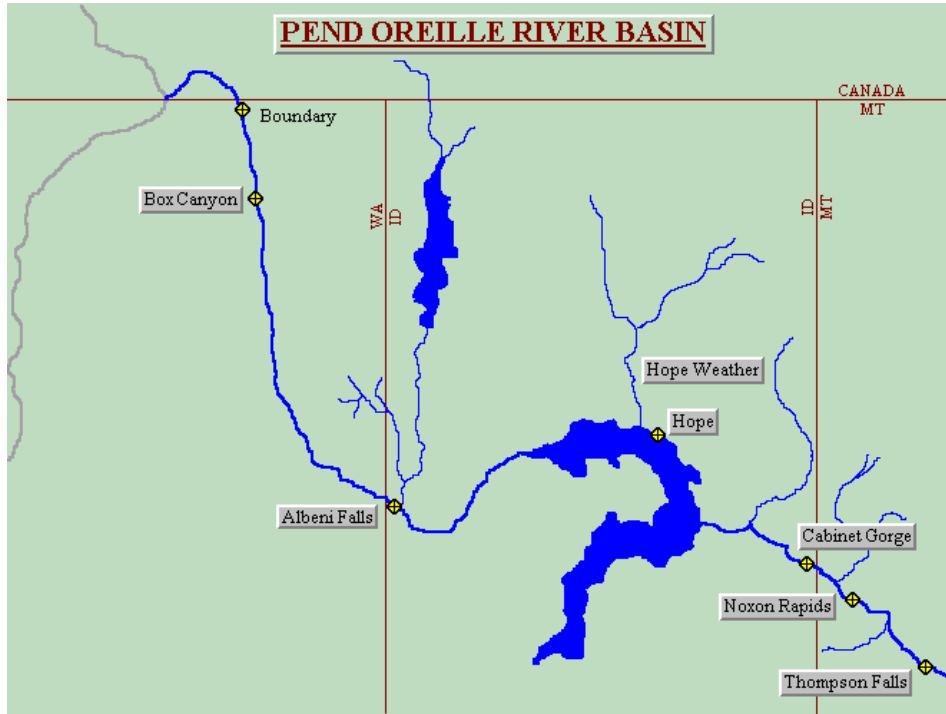 PEND OREILLE RIVER BASIN
CANADA
MT
Boundary
Box Canyon
WA
ID
ID
MT
Hope Weather
Hope
Albeni Falls
Cabinet Gorge
Noxon Rapids
Thompson Falls